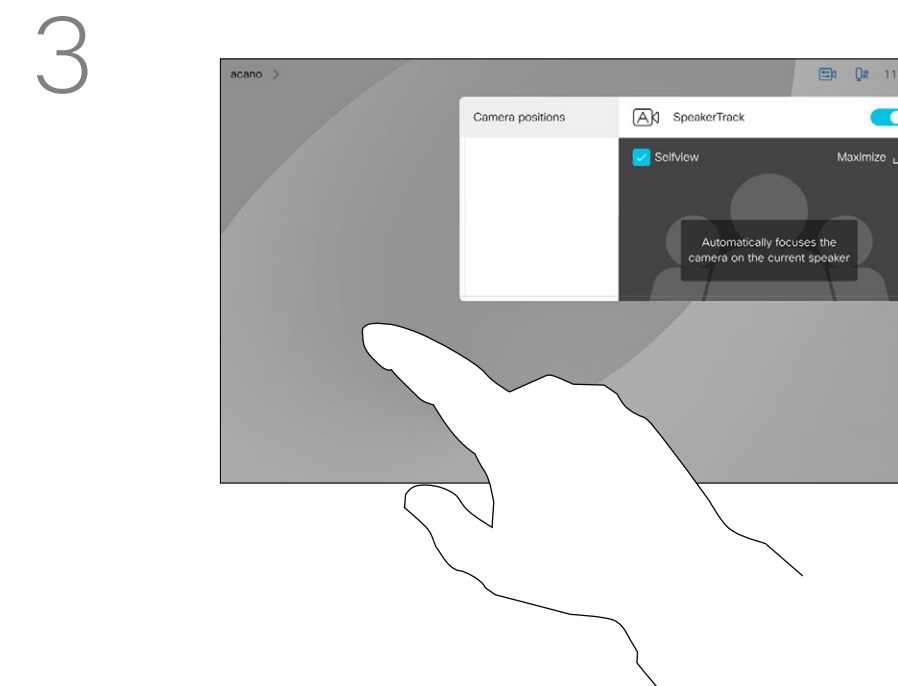 3
acano >
11
Camera positions
SpeakerTrack
Selfview
Maximize
Automatically focuses the
camera on the current speaker